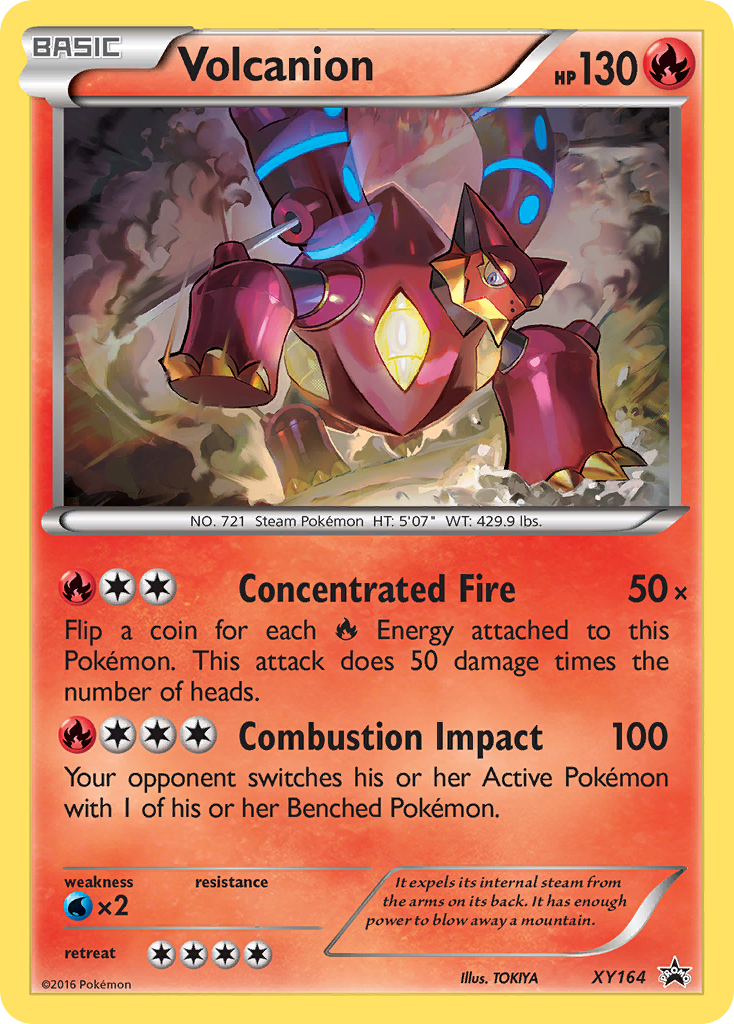 BASIC
Volcanion
HP 130
NO. 721 Steam Pokémon HT: 5'07" WT: 429.9 lbs.
Concentrated Fire 50×
Flip a coin for each Energy attached to this
Pokémon. This attack does 50 damage times the
number of heads.
Combustion Impact 100
Your opponent switches his or her Active Pokémon
with 1 of his or her Benched Pokémon.
weakness resistance
×2
It expels its internal steam from
the arms on its back. It has enough
power to blow away a mountain.
retreat
©2016 Pokémon
Illus. TOKIYA
XY164
PROMO